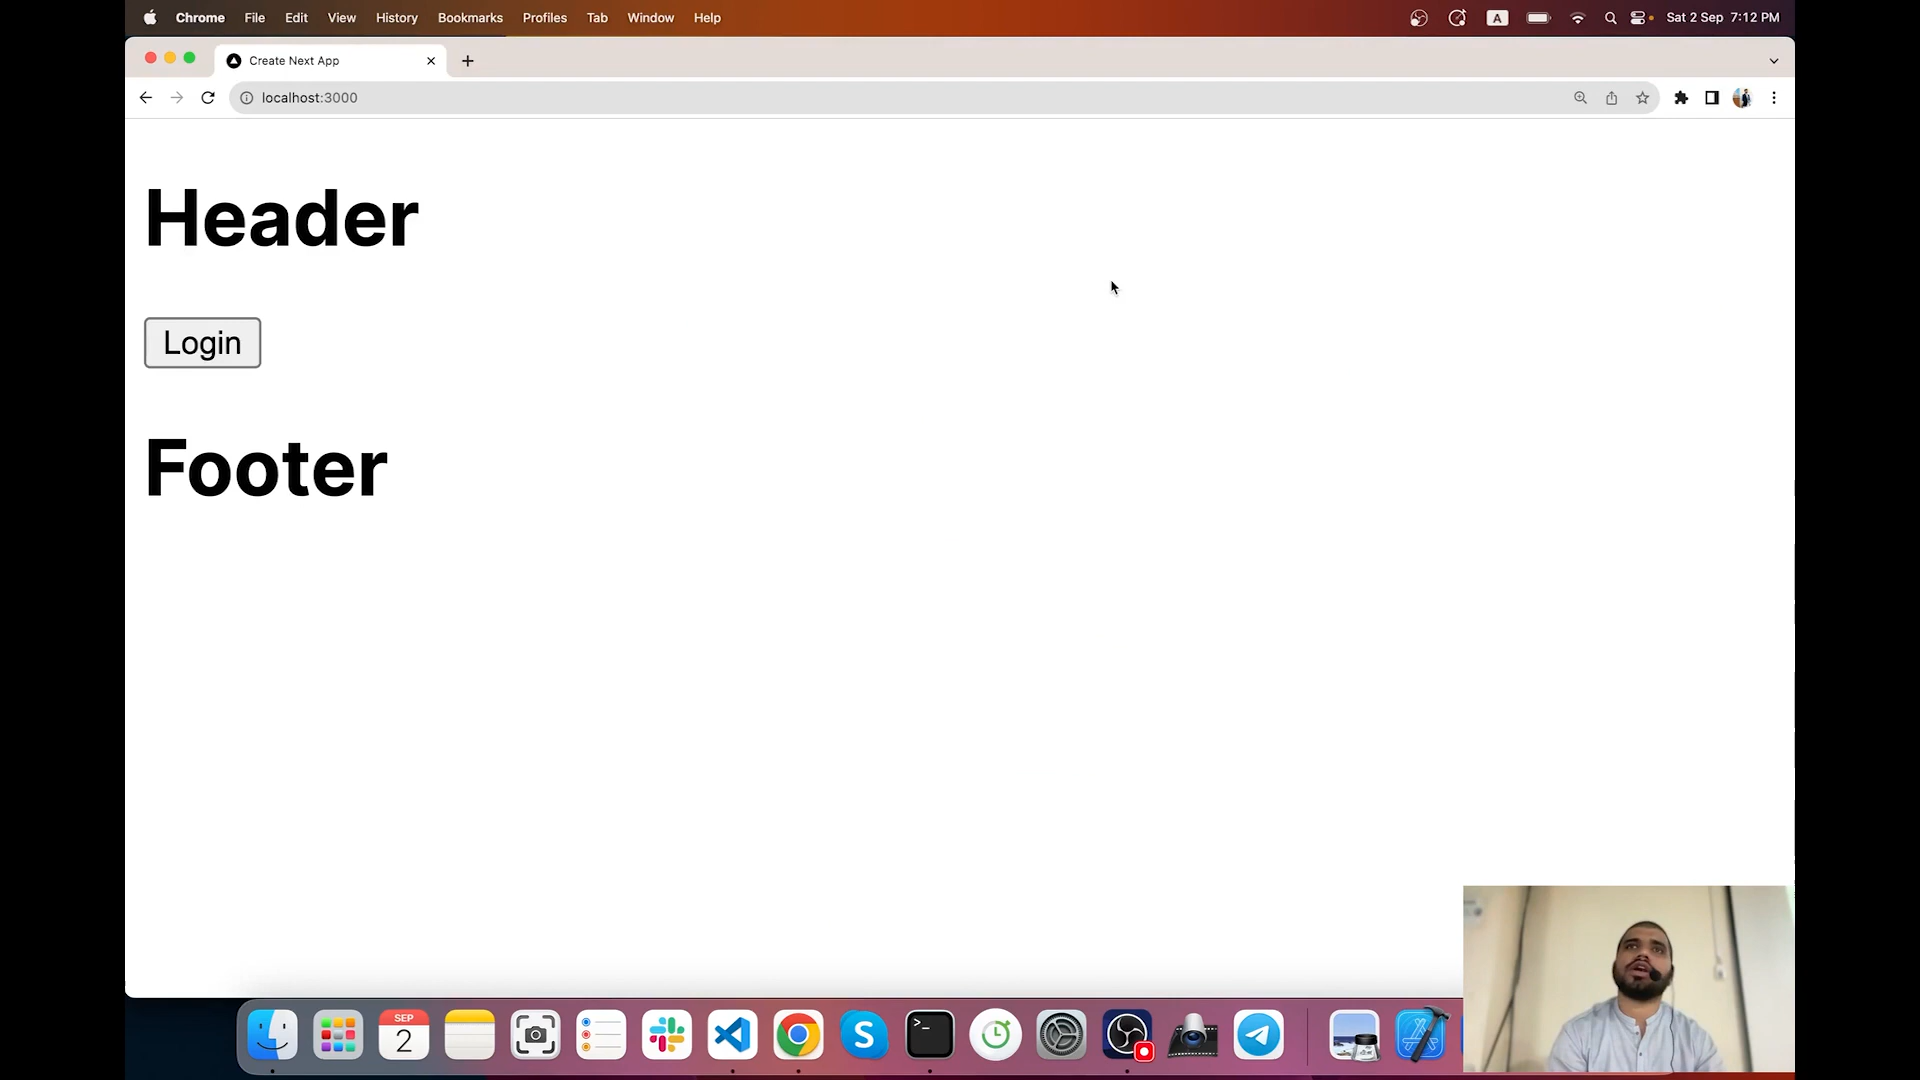 Chrome File Edit View History Bookmarks Profiles Tab Window Help
A
Sat 2 Sep 7:12 PM
Create Next App
localhost:3000
Header
Login
Footer
SEP
2
S
>_